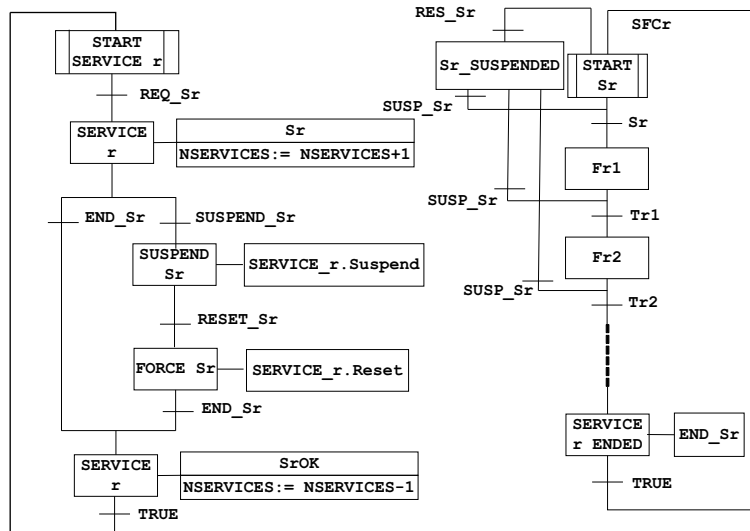 START
SERVICE r
REQ_Sr
SERVICE
r
Sr
NSERVICES:= NSERVICES+1
END_Sr
SUSPEND_Sr
SUSPEND
Sr
SERVICE_r.Suspend
RESET_Sr
FORCE Sr
SERVICE_r.Reset
END_Sr
SERVICE
r
SrOK
NSERVICES:= NSERVICES-1
TRUE
RES_Sr
SFCr
Sr_SUSPENDED
START
Sr
SUSP_Sr
Sr
Fr1
SUSP_Sr
Tr1
Fr2
SUSP_Sr
Tr2
SERVICE
r ENDED
END_Sr
TRUE